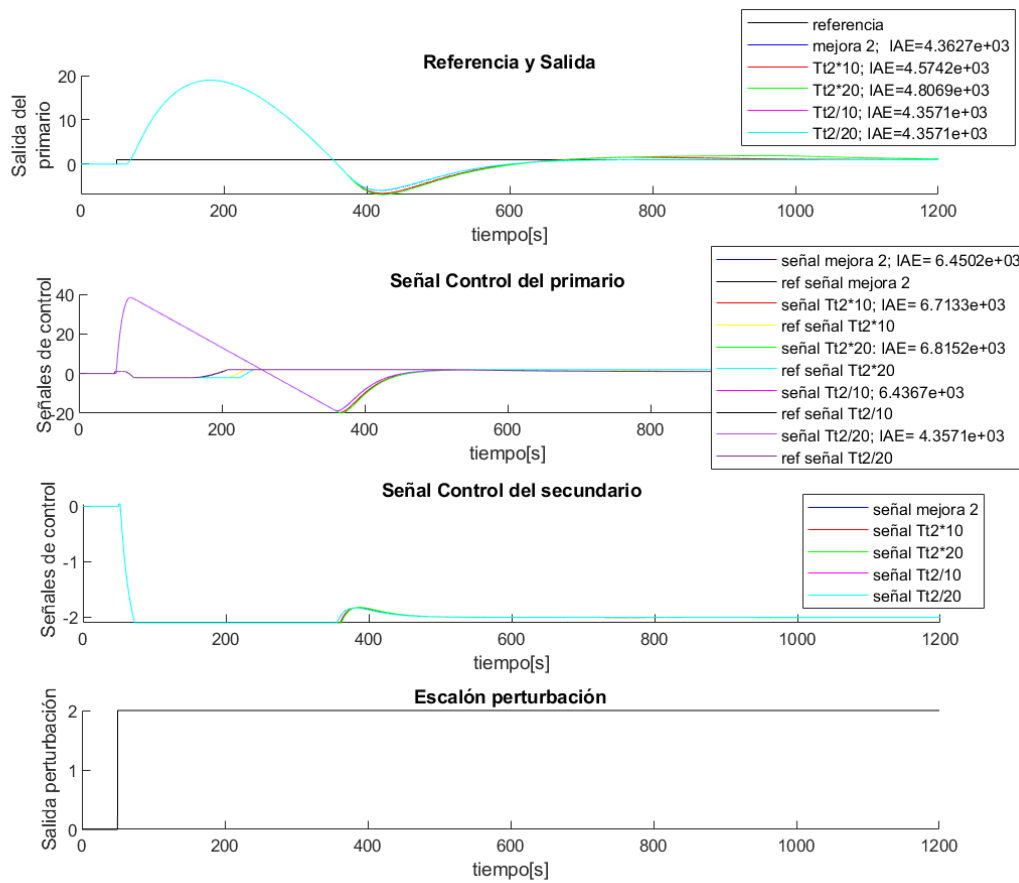 referencia
mejora 2;  IAE=4.3627e+03
Tt2*10; IAE=4.5742e+03
Tt2*20; IAE=4.8069e+03
Tt2/10; IAE=4.3571e+03
Tt2/20; IAE=4.3571e+03
Referencia y Salida
Salida del
primario
20
10
0
0 200 400 600 800 1000 1200
tiempo[s]
señal mejora 2; IAE= 6.4502e+03
ref señal mejora 2
señal Tt2*10; IAE= 6.7133e+03
ref señal Tt2*10
señal Tt2*20: IAE= 6.8152e+03
ref señal Tt2*20
señal Tt2/10; 6.4367e+03
ref señal Tt2/10
señal Tt2/20; IAE= 4.3571e+03
ref señal Tt2/20
Señal Control del primario
Señales de control
40
20
0
-20
0 200 400 600 800
tiempo[s]
Señal Control del secundario
señal mejora 2
señal Tt2*10
señal Tt2*20
señal Tt2/10
señal Tt2/20
Señales de control
0
-1
-2
0 200 400 600 800 1000 1200
tiempo[s]
Escalón perturbación
Salida perturbación
2
1
0
0 200 400 600 800 1000 1200
tiempo[s]